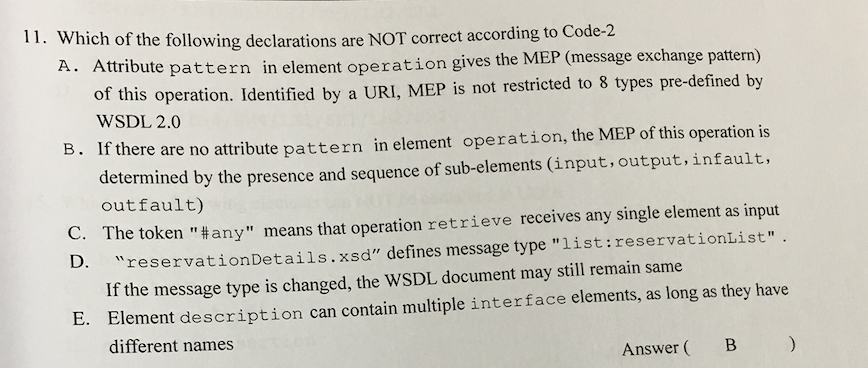 11. Which of the following declarations are NOT correct according to Code-2
A. Attribute pattern in element operation gives the MEP (message exchange pattern)
of this operation. Identified by a URI, MEP is not restricted to 8 types pre-defined by
WSDL 2.0
B. If there are no attribute pattern in element operation, the MEP of this operation is
determined by the presence and sequence of sub-elements (input, output, infault,
outfault)
C. The token "#any" means that operation retrieve receives any single element as input
D. "reservationDetails.xsd" defines message type "list:reservationList".
If the message type is changed, the WSDL document may still remain same
E. Element description can contain multiple interface elements, as long as they have
different names
Answer ( B )